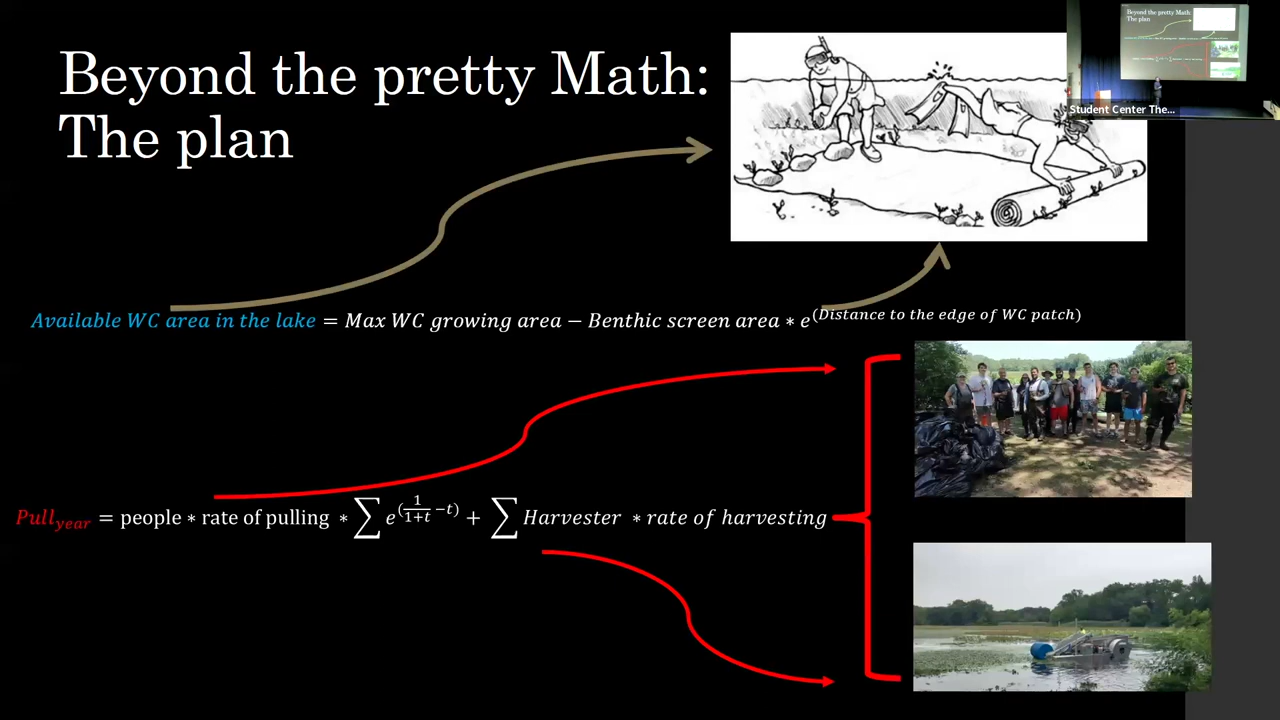 Beyond the pretty Math:
The plan
Student Center The...
Available WC area in the lake = Max WC growing area − Benthic screen area * e^(Distance to the edge of WC patch)
Pull_year = people * rate of pulling * ∑ e^(1/(1+t) −t) + ∑ Harvester * rate of harvesting